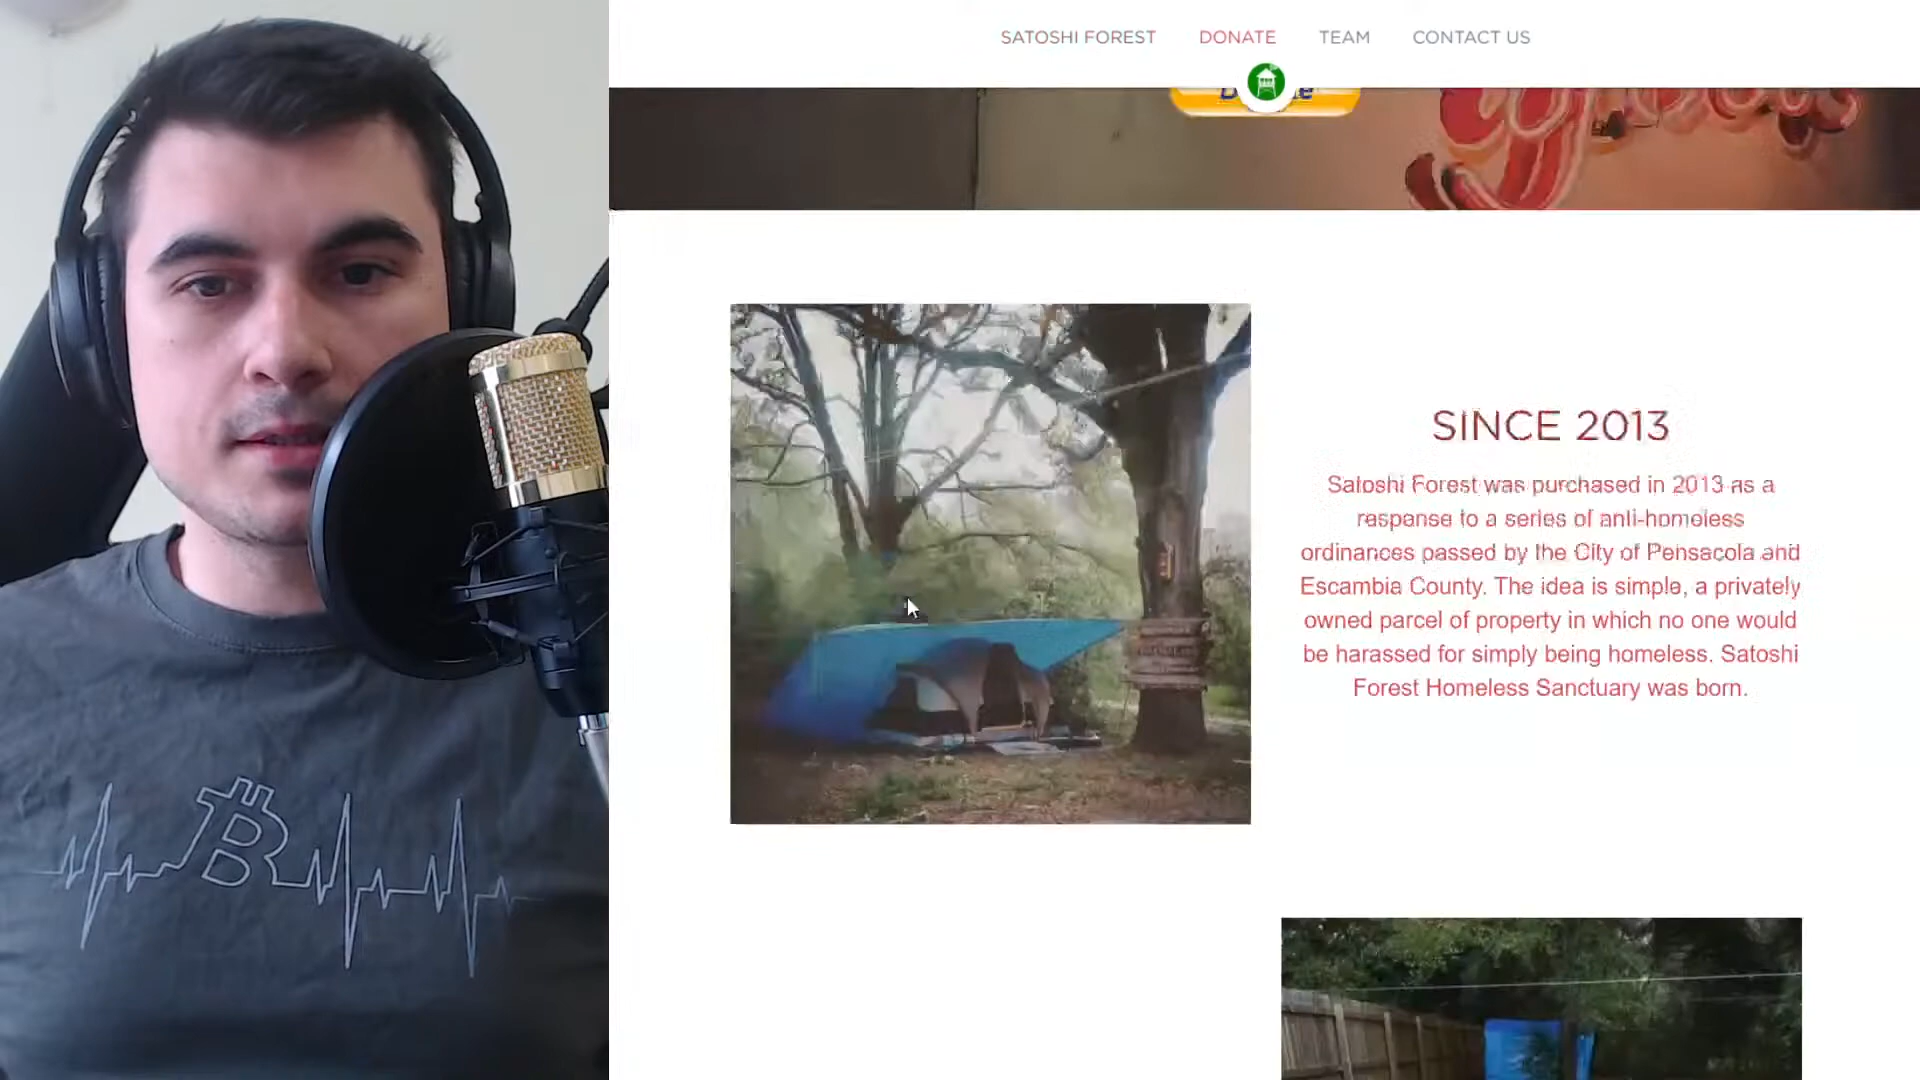 SATOSHI FOREST DONATE TEAM CONTACT US
SINCE 2013
Satoshi Forest was purchased in 2013 as a
response to a series of anti-homeless
ordinances passed by the City of Pensacola and
Escambia County. The idea is simple, a privately
owned parcel of property in which no one would
be harassed for simply being homeless. Satoshi
Forest Homeless Sanctuary was born.